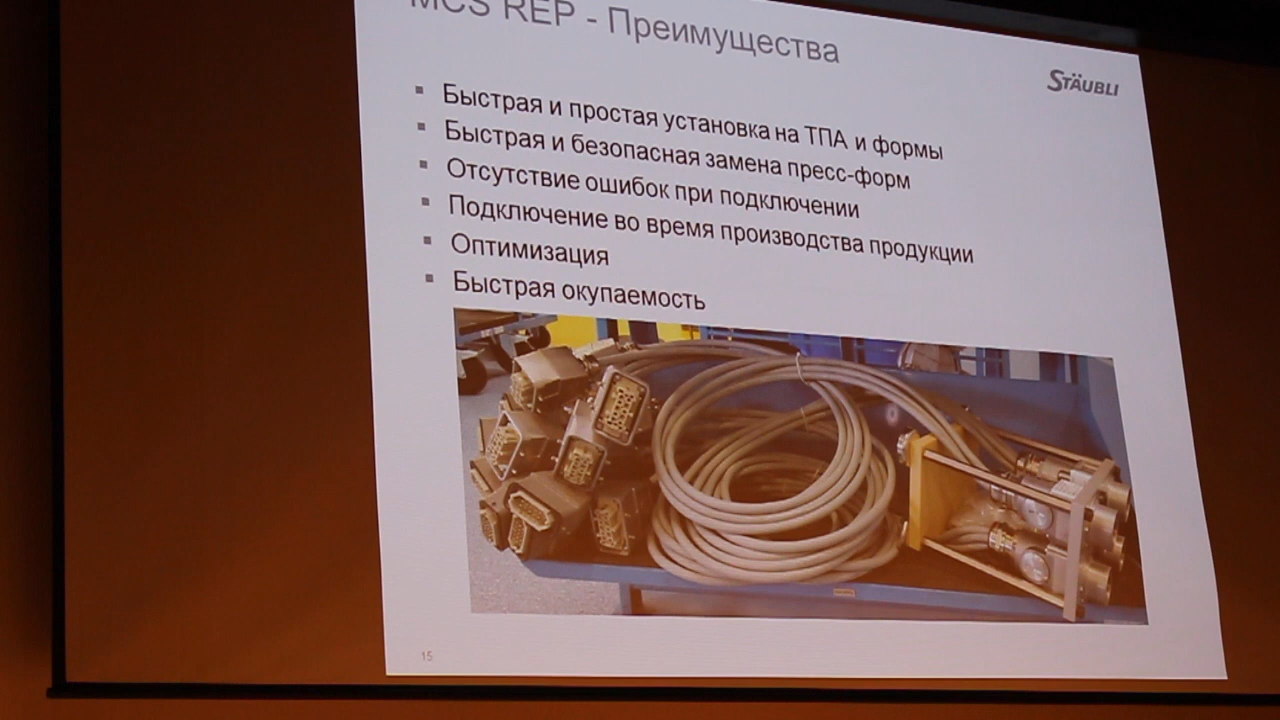 MCS REP - Преимущества
STÄUBLI
Быстрая и простая установка на ТПА и формы
Быстрая и безопасная замена пресс-форм
Отсутствие ошибок при подключении
Подключение во время производства продукции
Оптимизация
Быстрая окупаемость
15